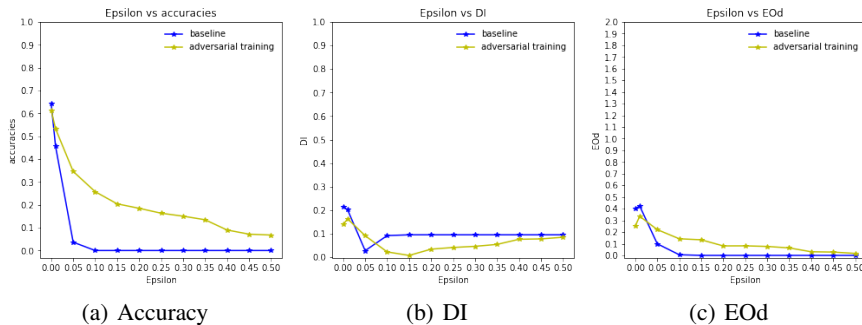 Epsilon vs accuracies
1.0
0.9
0.8
0.7
0.6
0.5
0.4
0.3
0.2
0.1
0.0
accuracies
baseline
adversarial training
0.00 0.05 0.10 0.15 0.20 0.25 0.30 0.35 0.40 0.45 0.50
Epsilon
(a) Accuracy
Epsilon vs DI
1.0
0.9
0.8
0.7
0.6
0.5
0.4
0.3
0.2
0.1
0.0
DI
baseline
adversarial training
0.00 0.05 0.10 0.15 0.20 0.25 0.30 0.35 0.40 0.45 0.50
Epsilon
(b) DI
Epsilon vs EOd
2.0
1.9
1.8
1.7
1.6
1.5
1.4
1.3
1.2
1.1
1.0
0.9
0.8
0.7
0.6
0.5
0.4
0.3
0.2
0.1
0.0
EOd
baseline
adversarial training
0.00 0.05 0.10 0.15 0.20 0.25 0.30 0.35 0.40 0.45 0.50
Epsilon
(c) EOd